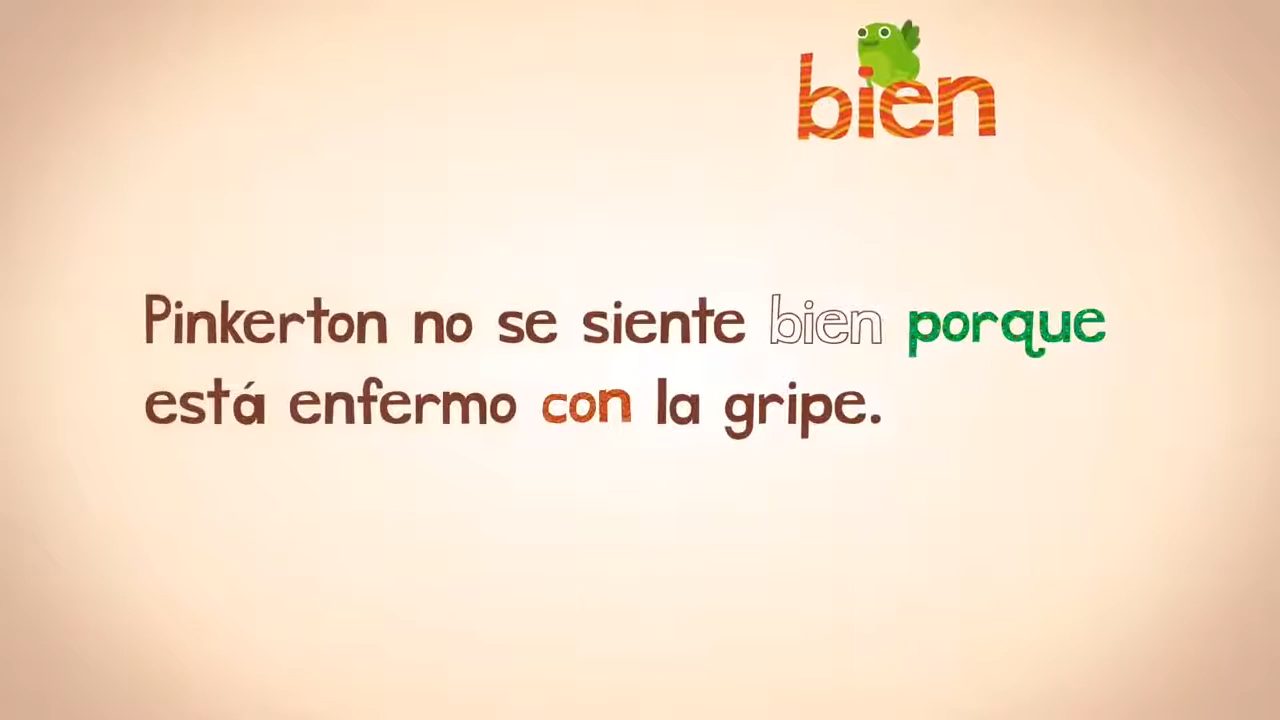 bien
Pinkerton no se siente bien porque
está enfermo con la gripe.